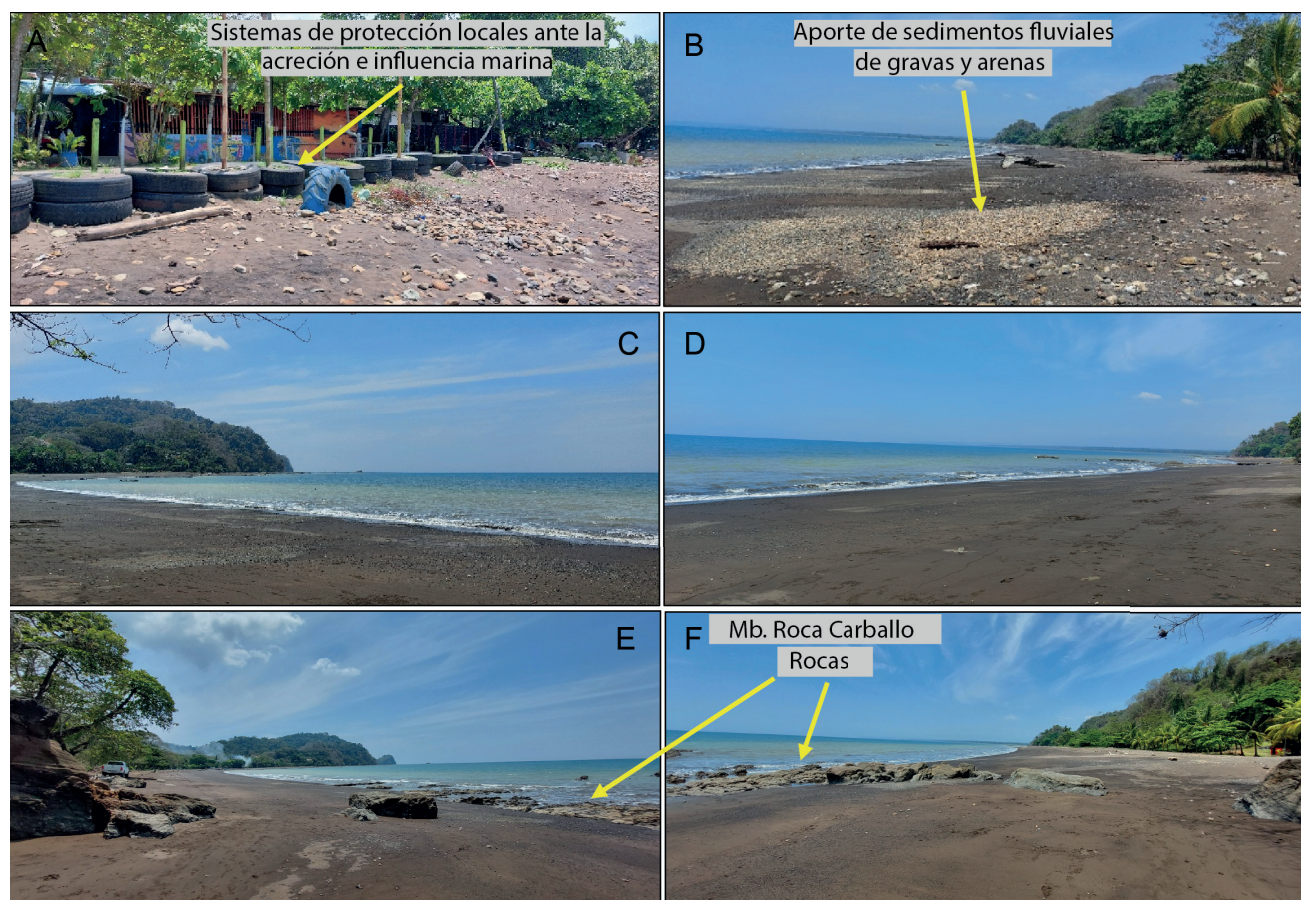 A
Sistemas de protección locales ante la
acreción e influencia marina
B
Aporte de sedimentos fluviales
de gravas y arenas
C
D
E
F
Mb. Roca Carballo
Rocas